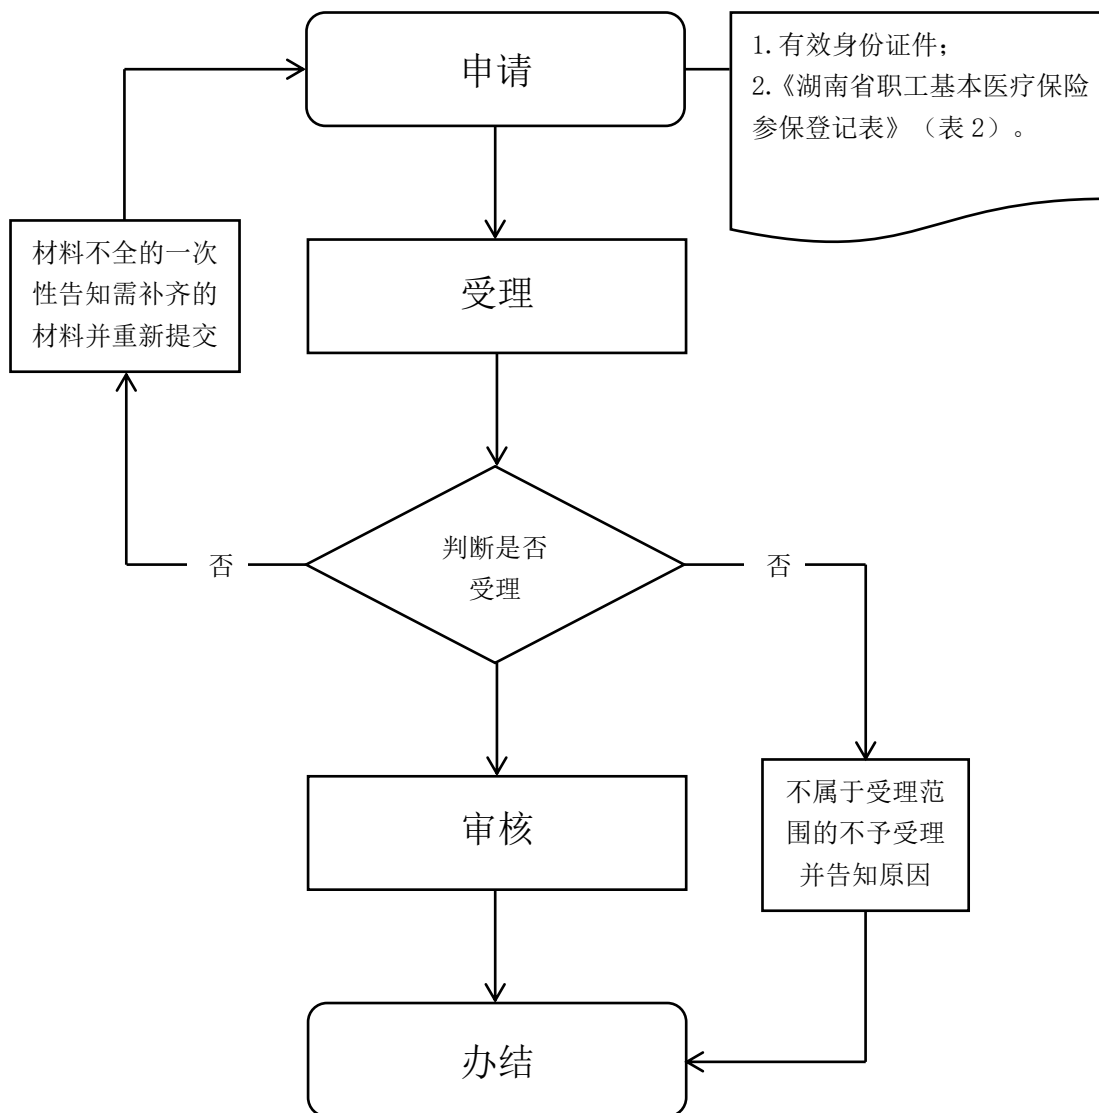 申请
1.有效身份证件；
2.《湖南省职工基本医疗保险
参保登记表》（表 2）。
材料不全的一次
性告知需补齐的
材料并重新提交
受理
判断是否
受理
否
否
审核
不属于受理范
围的不予受理
并告知原因
办结